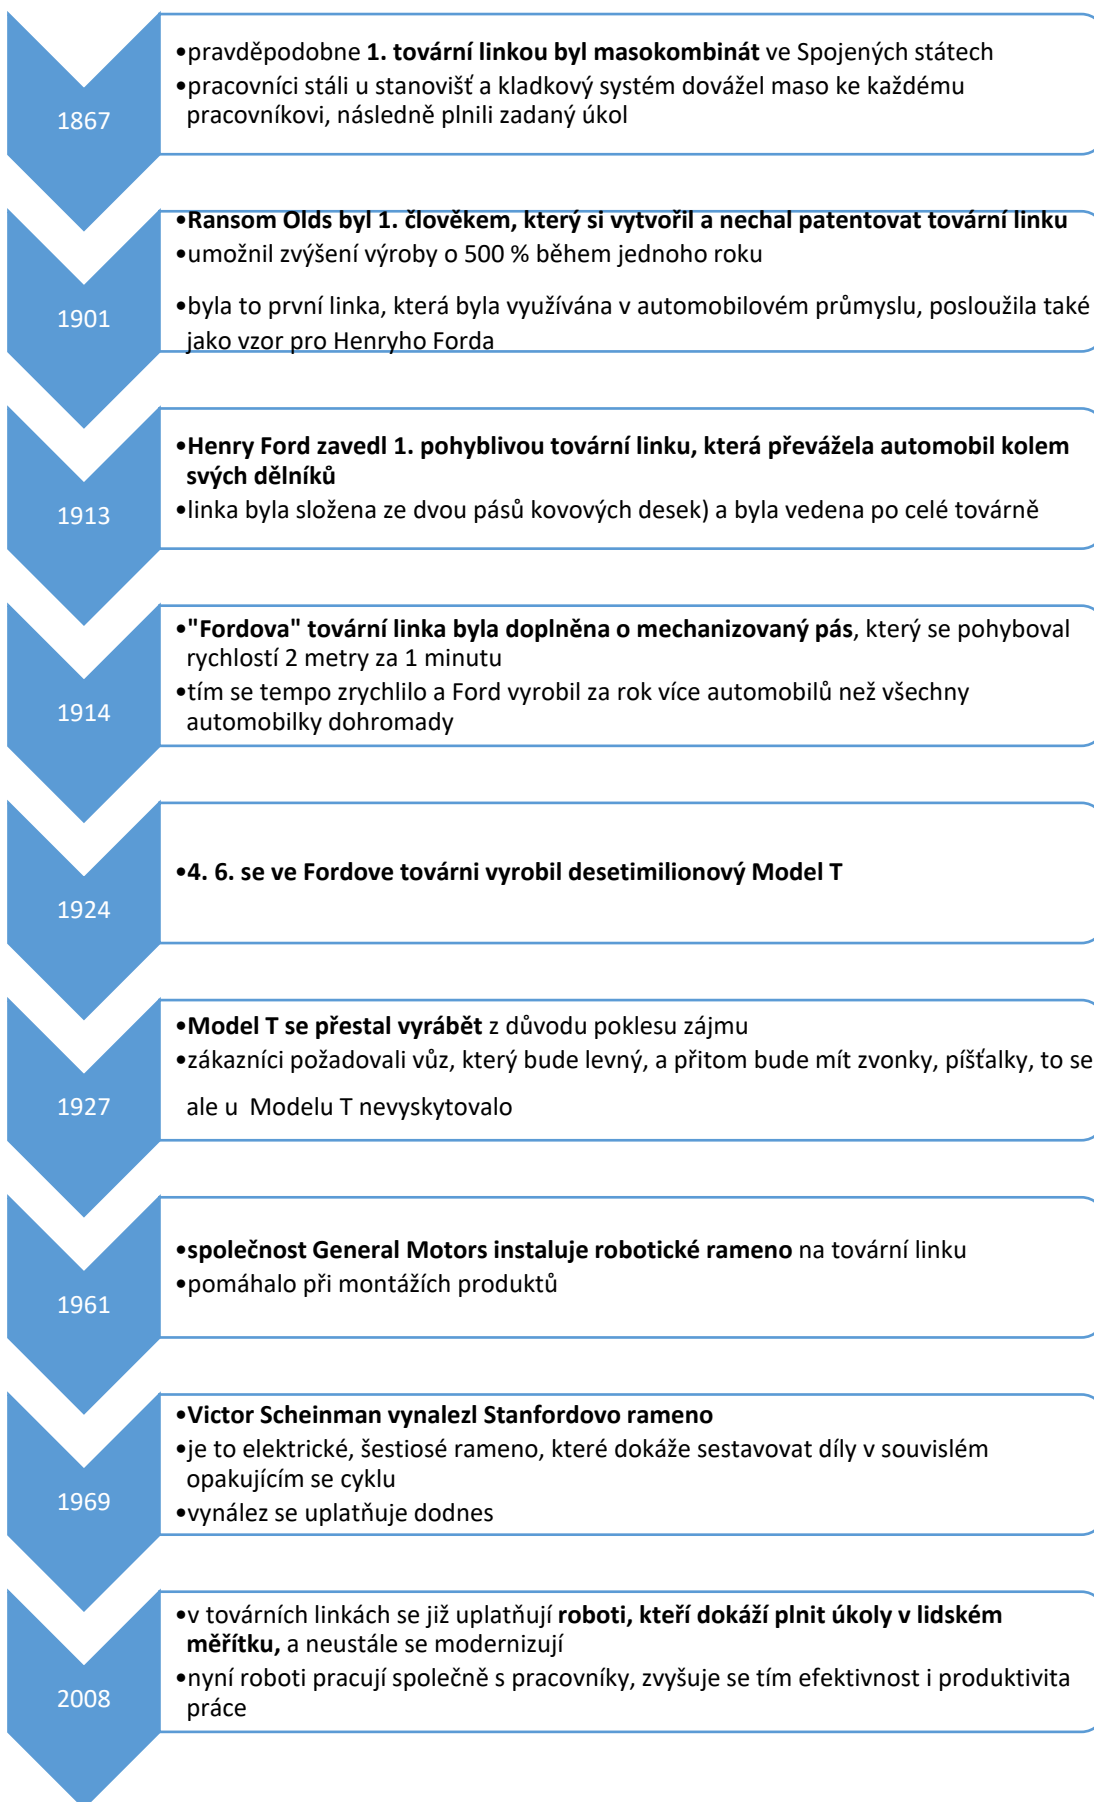 1867
•pravděpodobne 1. tovární linkou byl masokombinát ve Spojených státech
•pracovníci stáli u stanovišť a kladkový systém dovážel maso ke každému
pracovníkovi, následně plnili zadaný úkol
1901
•Ransom Olds byl 1. člověkem, který si vytvořil a nechal patentovat tovární linku
•umožnil zvýšení výroby o 500 % během jednoho roku
•byla to první linka, která byla využívána v automobilovém průmyslu, posloužila také
jako vzor pro Henryho Forda
1913
•Henry Ford zavedl 1. pohyblivou tovární linku, která převážela automobil kolem
svých dělníků
•linka byla složena ze dvou pásů kovových desek) a byla vedena po celé továrně
1914
•"Fordova" tovární linka byla doplněna o mechanizovaný pás, který se pohyboval
rychlostí 2 metry za 1 minutu
•tím se tempo zrychlilo a Ford vyrobil za rok více automobilů než všechny
automobilky dohromady
1924
•4. 6. se ve Fordove továrni vyrobil desetimilionový Model T
1927
•Model T se přestal vyrábět z důvodu poklesu zájmu
•zákazníci požadovali vůz, který bude levný, a přitom bude mít zvonky, píšťalky, to se
ale u  Modelu T nevyskytovalo
1961
•společnost General Motors instaluje robotické rameno na tovární linku
•pomáhalo při montážích produktů
1969
•Victor Scheinman vynalezl Stanfordovo rameno
•je to elektrické, šestiosé rameno, které dokáže sestavovat díly v souvislém
opakujícím se cyklu
•vynález se uplatňuje dodnes
2008
•v továrních linkách se již uplatňují roboti, kteří dokáží plnit úkoly v lidském
měřítku, a neustále se modernizují
•nyní roboti pracují společně s pracovníky, zvyšuje se tím efektivnost i produktivita
práce